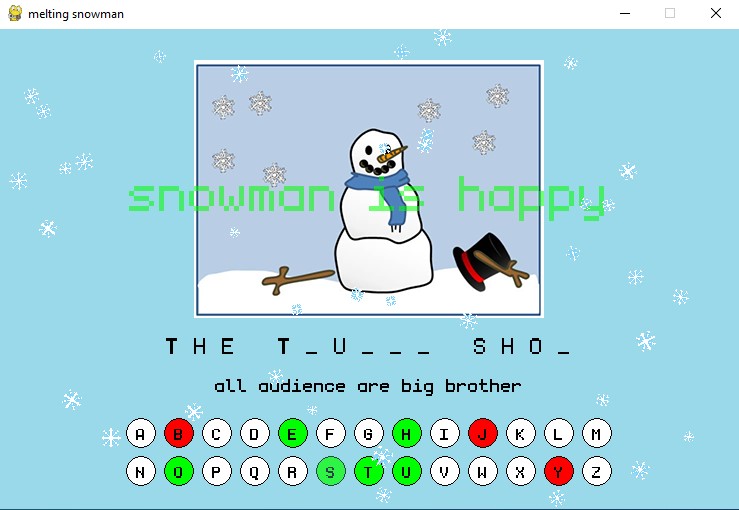 melting snowman
snowman is happy
T H E T _ U _ _ _ S H O _
all audience are big brother
A B C D E F G H I J K L M
N O P Q R S T U V W X Y Z